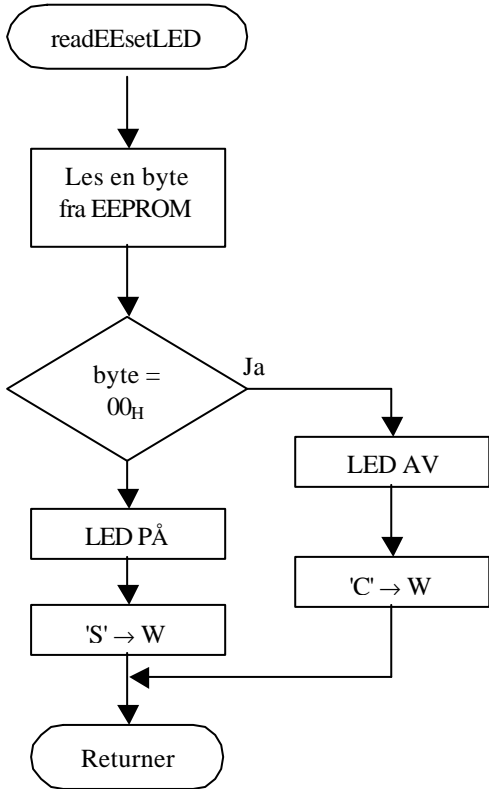 readEEsetLED
Les en byte
fra EEPROM
byte =
00H
Ja
LED AV
LED PÅ
'C' → W
'S' → W
Returner